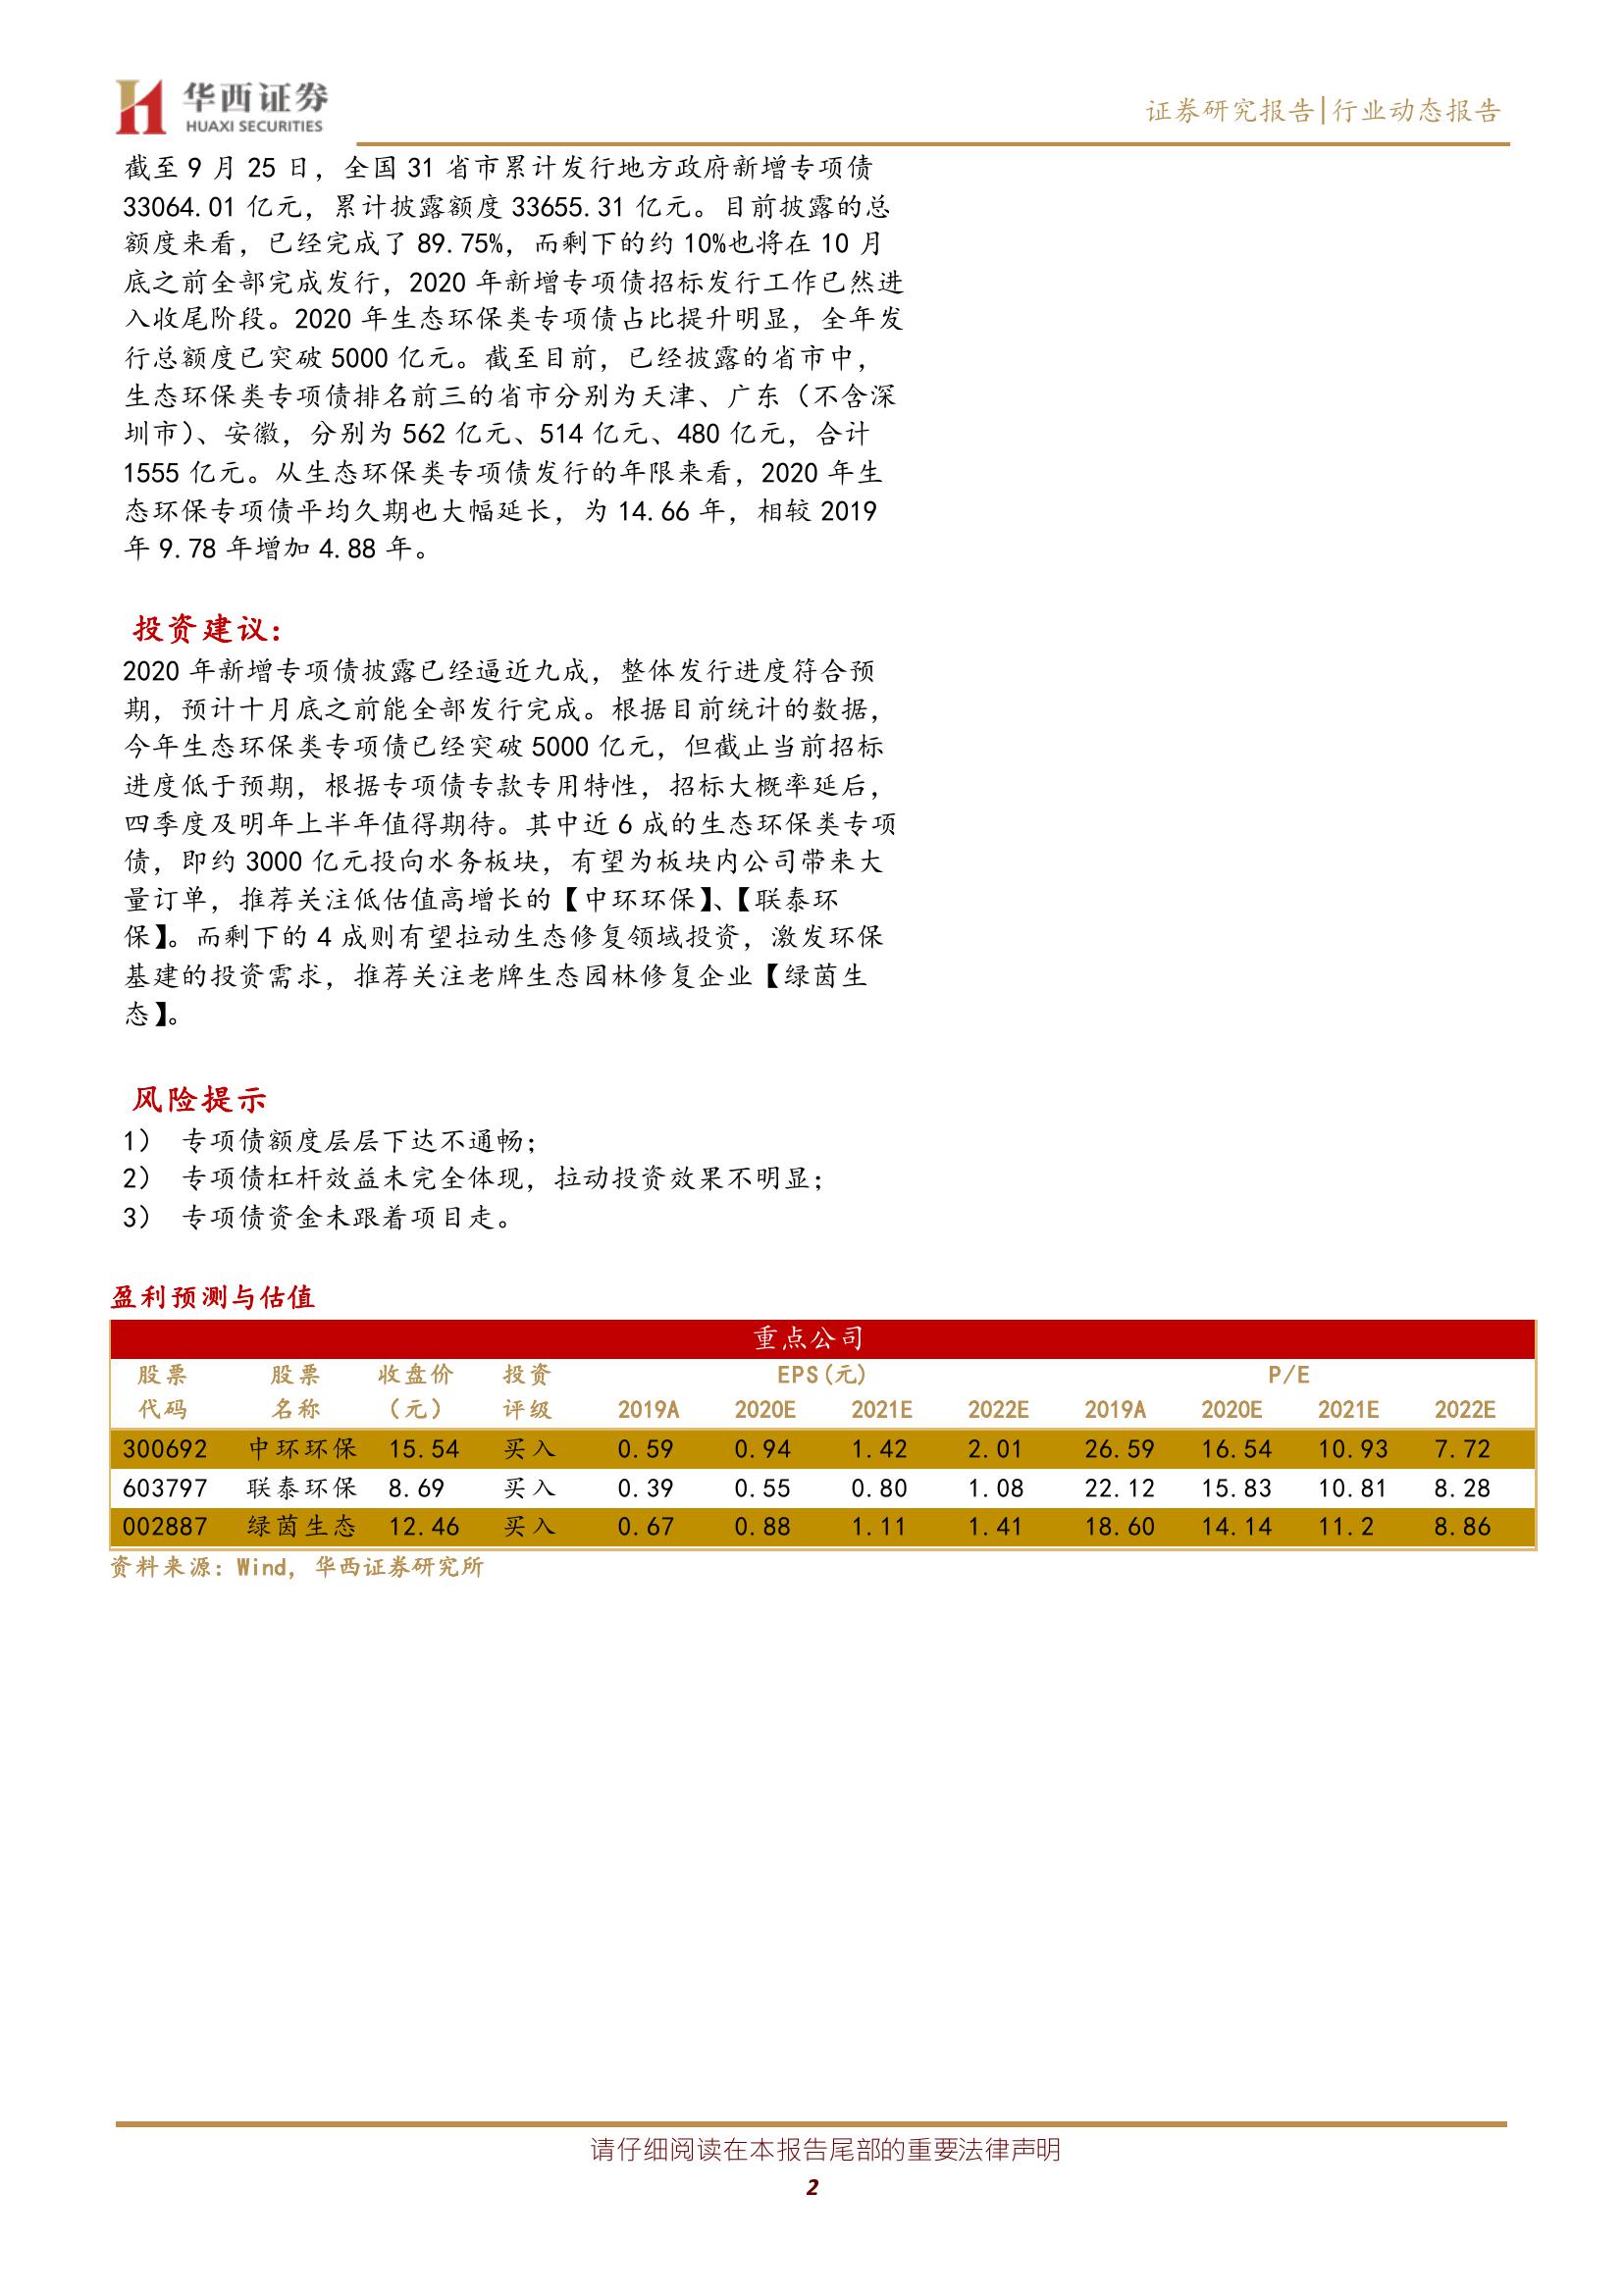 华西证券
HUAXI SECURITIES
证券研究报告|行业动态报告
截至 9 月 25 日，全国 31 省市累计发行地方政府新增专项债
33064.01 亿元，累计披露额度 33655.31 亿元。目前披露的总
额度来看，已经完成了 89.75%，而剩下的约 10%也将在 10 月
底之前全部完成发行，2020 年新增专项债招标发行工作已然进
入收尾阶段。2020 年生态环保类专项债占比提升明显，全年发
行总额度已突破 5000 亿元。截至目前，已经披露的省市中，
生态环保类专项债排名前三的省市分别为天津、广东（不含深
圳市）、安徽，分别为 562 亿元、514 亿元、480 亿元，合计
1555 亿元。从生态环保类专项债发行的年限来看，2020 年生
态环保专项债平均久期也大幅延长，为 14.66 年，相较 2019
年 9.78 年增加 4.88 年。
投资建议：
2020 年新增专项债披露已经逼近九成，整体发行进度符合预
期，预计十月底之前能全部发行完成。根据目前统计的数据，
今年生态环保类专项债已经突破 5000 亿元，但截止当前招标
进度低于预期，根据专项债专款专用特性，招标大概率延后，
四季度及明年上半年值得期待。其中近 6 成的生态环保类专项
债，即约 3000 亿元投向水务板块，有望为板块内公司带来大
量订单，推荐关注低估值高增长的【中环环保】、【联泰环
保】。而剩下的 4 成则有望拉动生态修复领域投资，激发环保
基建的投资需求，推荐关注老牌生态园林修复企业【绿茵生
态】。
风险提示
1） 专项债额度层层下达不通畅；
2） 专项债杠杆效益未完全体现，拉动投资效果不明显；
3） 专项债资金未跟着项目走。
盈利预测与估值
重点公司
股票 股票 收盘价 投资 EPS(元) P/E
代码 名称 （元） 评级 2019A 2020E 2021E 2022E 2019A 2020E 2021E 2022E
300692 中环环保 15.54 买入 0.59 0.94 1.42 2.01 26.59 16.54 10.93 7.72
603797 联泰环保 8.69 买入 0.39 0.55 0.80 1.08 22.12 15.83 10.81 8.28
002887 绿茵生态 12.46 买入 0.67 0.88 1.11 1.41 18.60 14.14 11.2 8.86
资料来源：Wind，华西证券研究所
请仔细阅读在本报告尾部的重要法律声明
2